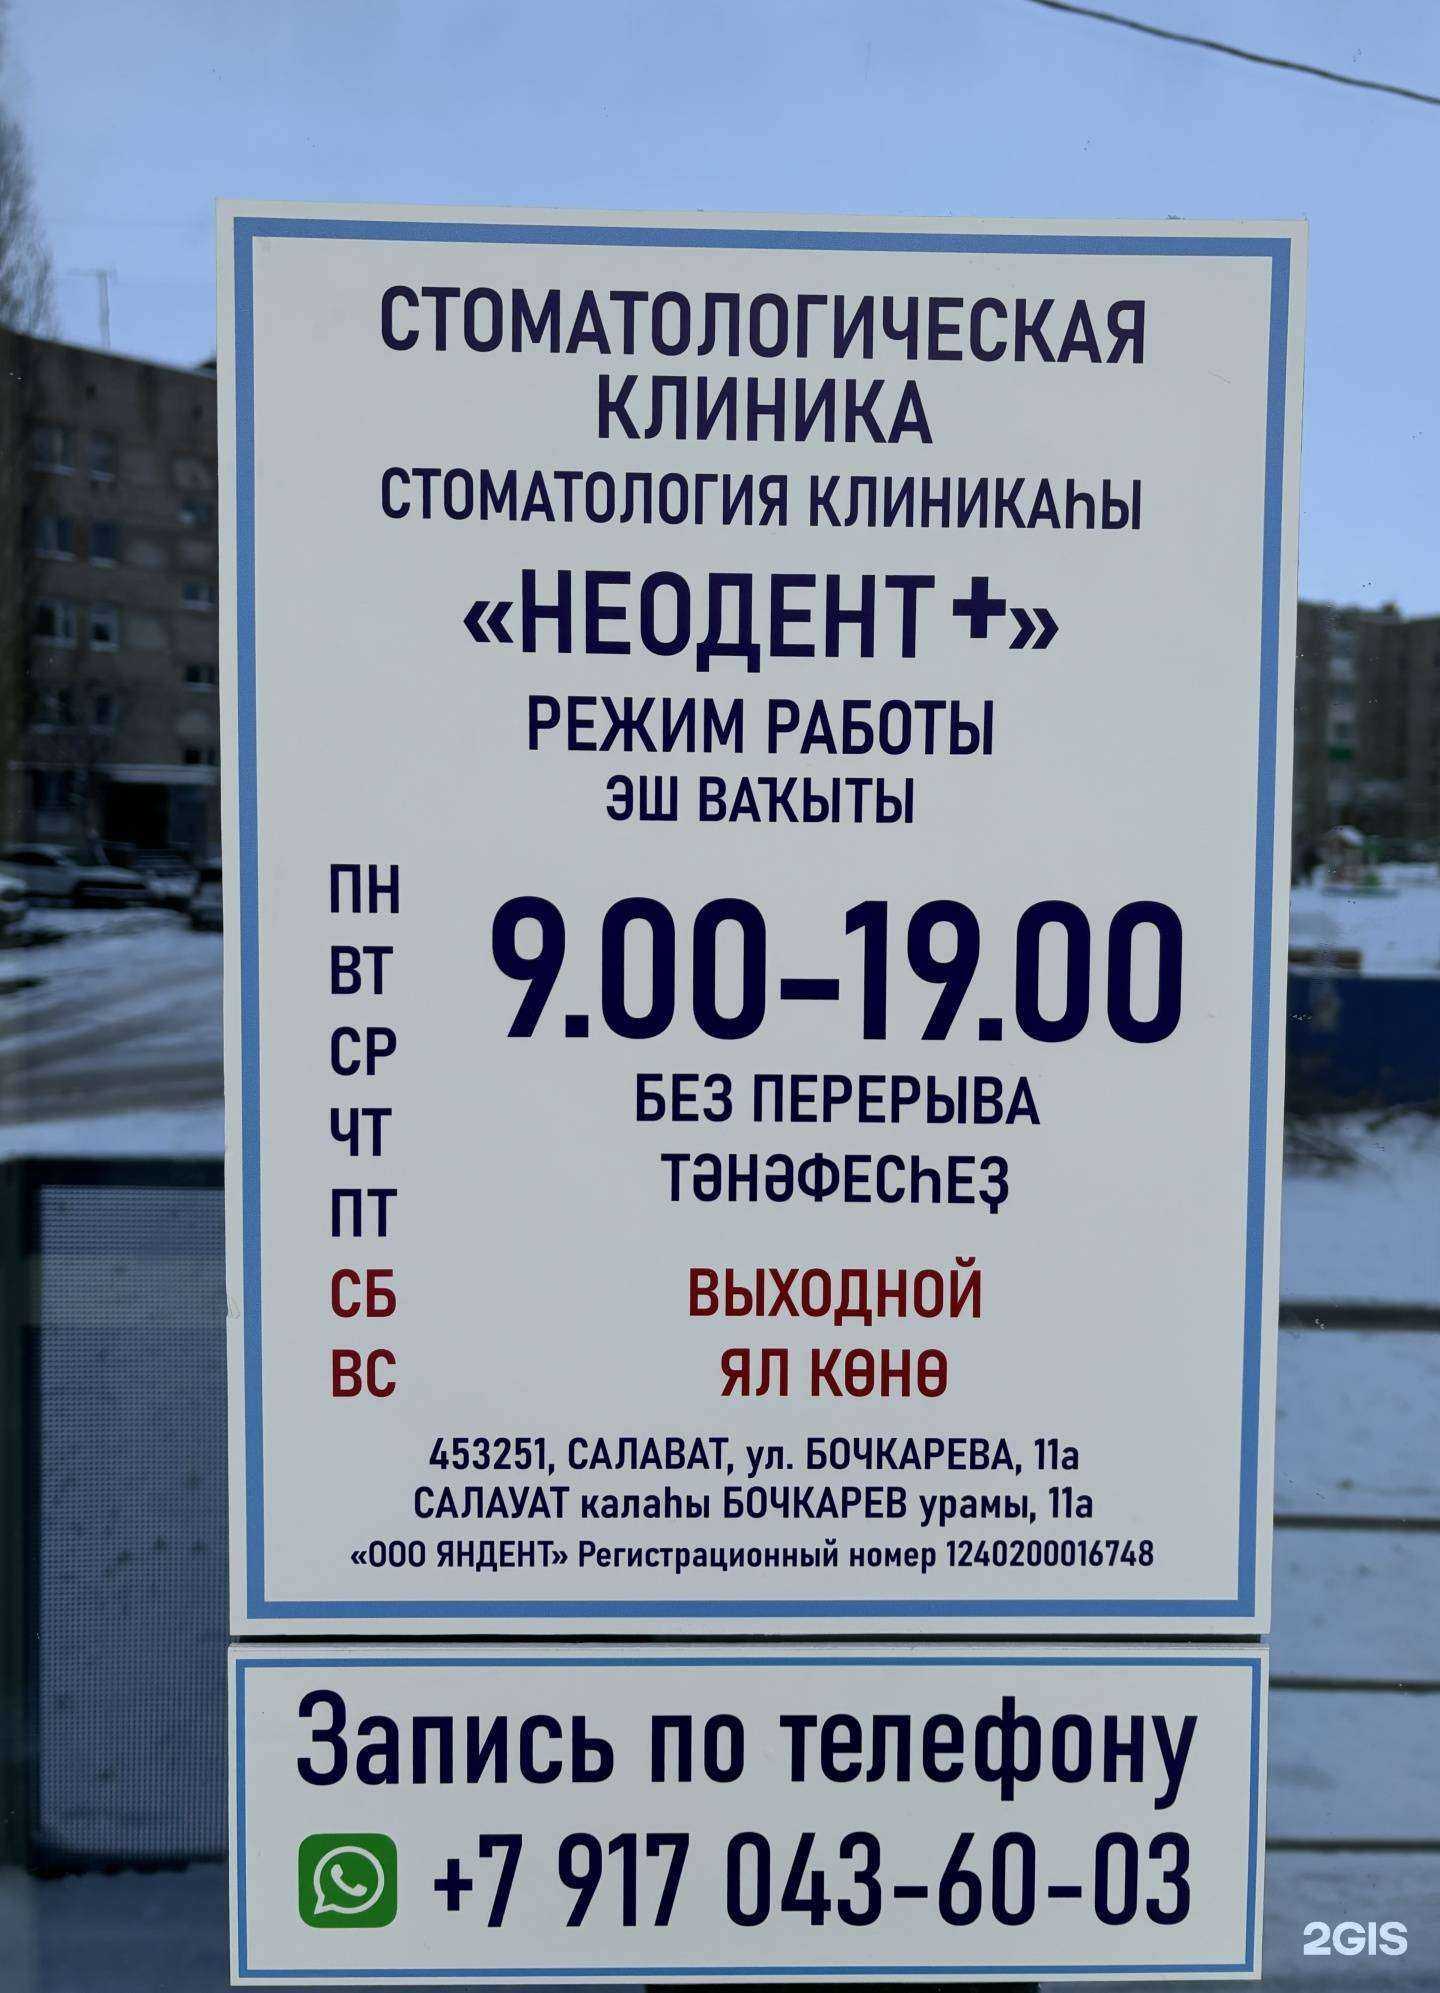 СТОМАТОЛОГИЧЕСКАЯ
КЛИНИКА
СТОМАТОЛОГИЯ КЛИНИКАҺЫ
«НЕОДЕНТ+»
РЕЖИМ РАБОТЫ
ЭШ ВАҠЫТЫ
ПН
ВТ
СР
ЧТ
ПТ
9.00-19.00
БЕЗ ПЕРЕРЫВА
ТӘНӘФЕСҺЕҘ
СБ
ВС
ВЫХОДНОЙ
ЯЛ КӨНӨ
453251, САЛАВАТ, ул. БОЧКАРЕВА, 11а
САЛАУАТ калаһы БОЧКАРЕВ урамы, 11а
«ООО ЯНДЕНТ» Регистрационный номер 1240200016748
Запись по телефону
+7 917 043-60-03
2GIS